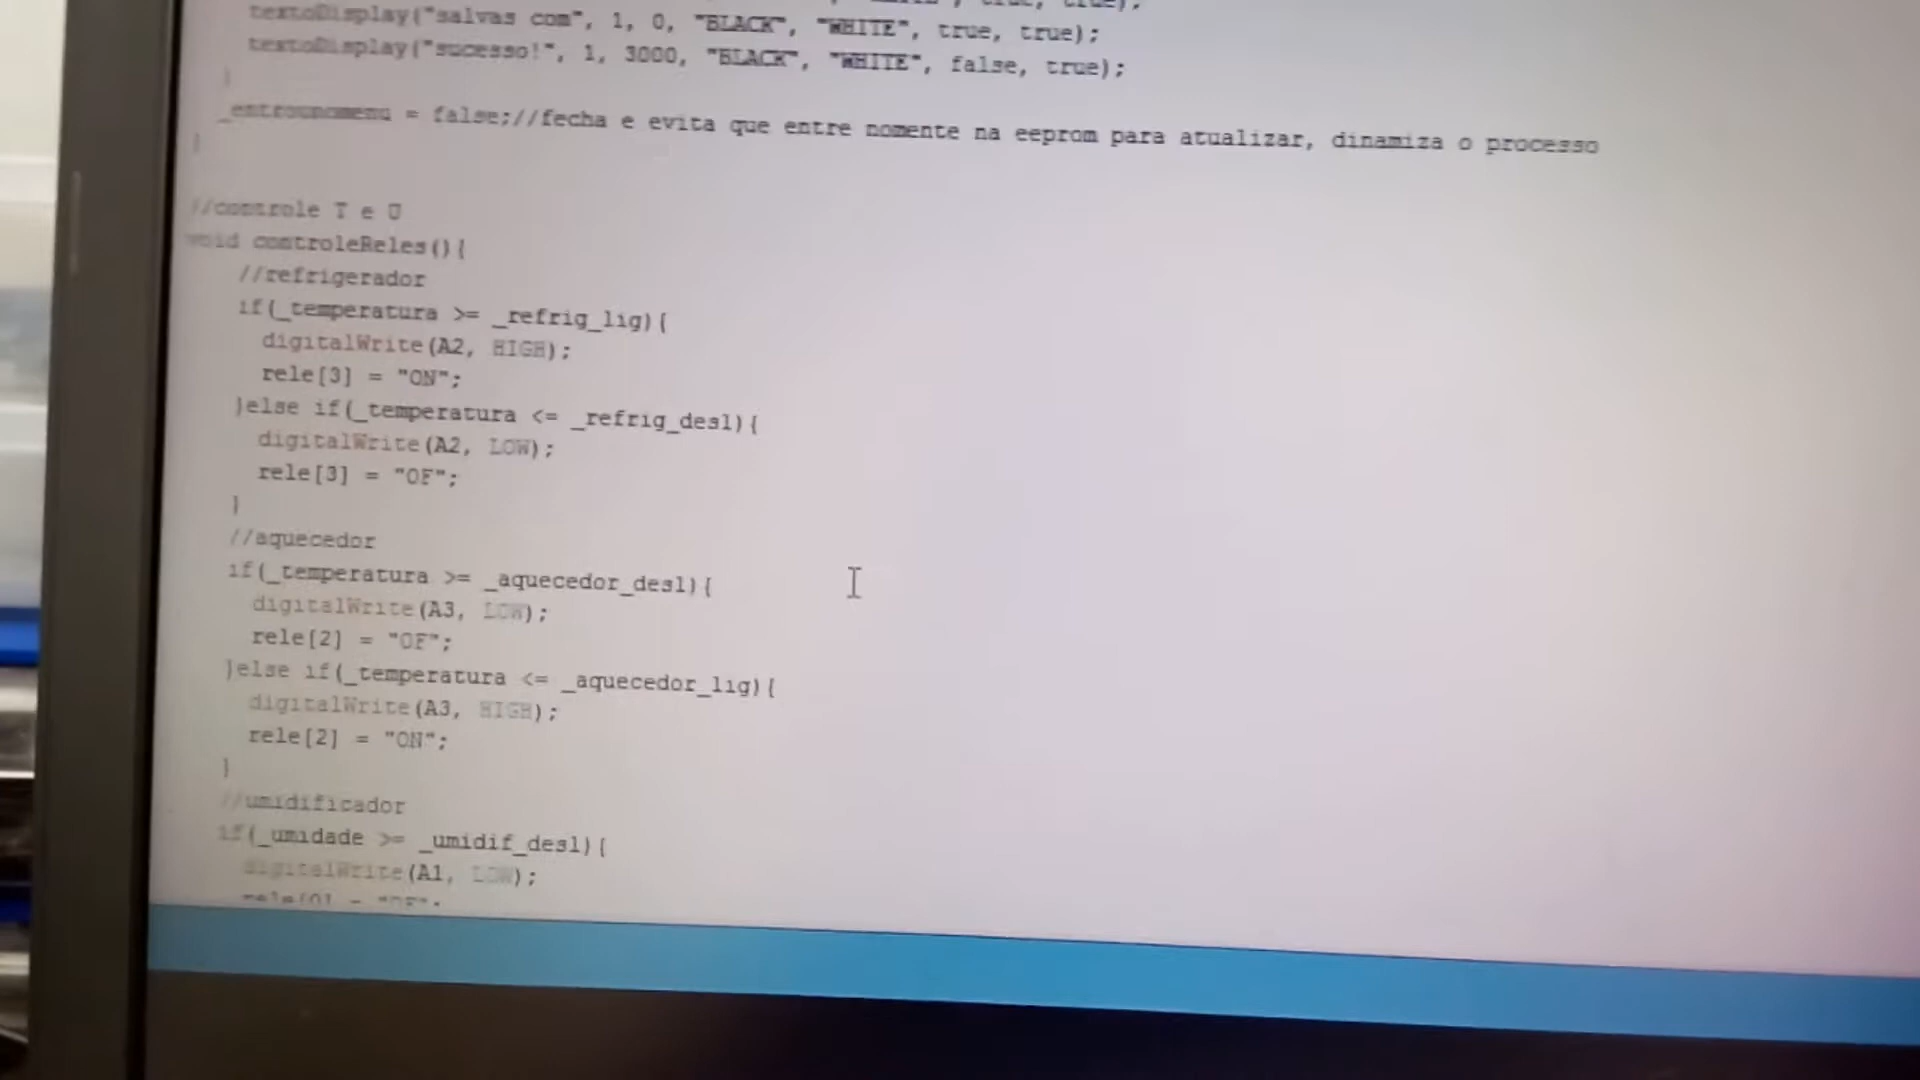 textoDisplay("salvas com", 1, 0, "BLACK", "WHITE", true, true);
textoDisplay("sucesso!", 1, 3000, "BLACK", "WHITE", false, true);
}
_entrounomenu = false;//fecha e evita que entre nomente na eeprom para atualizar, dinamiza o processo
}
//controle T e U
void controleReles(){
//refrigerador
if(_temperatura >= _refrig_lig){
digitalWrite(A2, HIGH);
rele[3] = "ON";
}else if(_temperatura <= _refrig_desl){
digitalWrite(A2, LOW);
rele[3] = "OF";
}
//aquecedor
if(_temperatura >= _aquecedor_desl){
digitalWrite(A3, LOW);
rele[2] = "OF";
}else if(_temperatura <= _aquecedor_lig){
digitalWrite(A3, HIGH);
rele[2] = "ON";
}
//umidificador
if(_umidade >= _umidif_desl){
digitalWrite(A1, LOW);